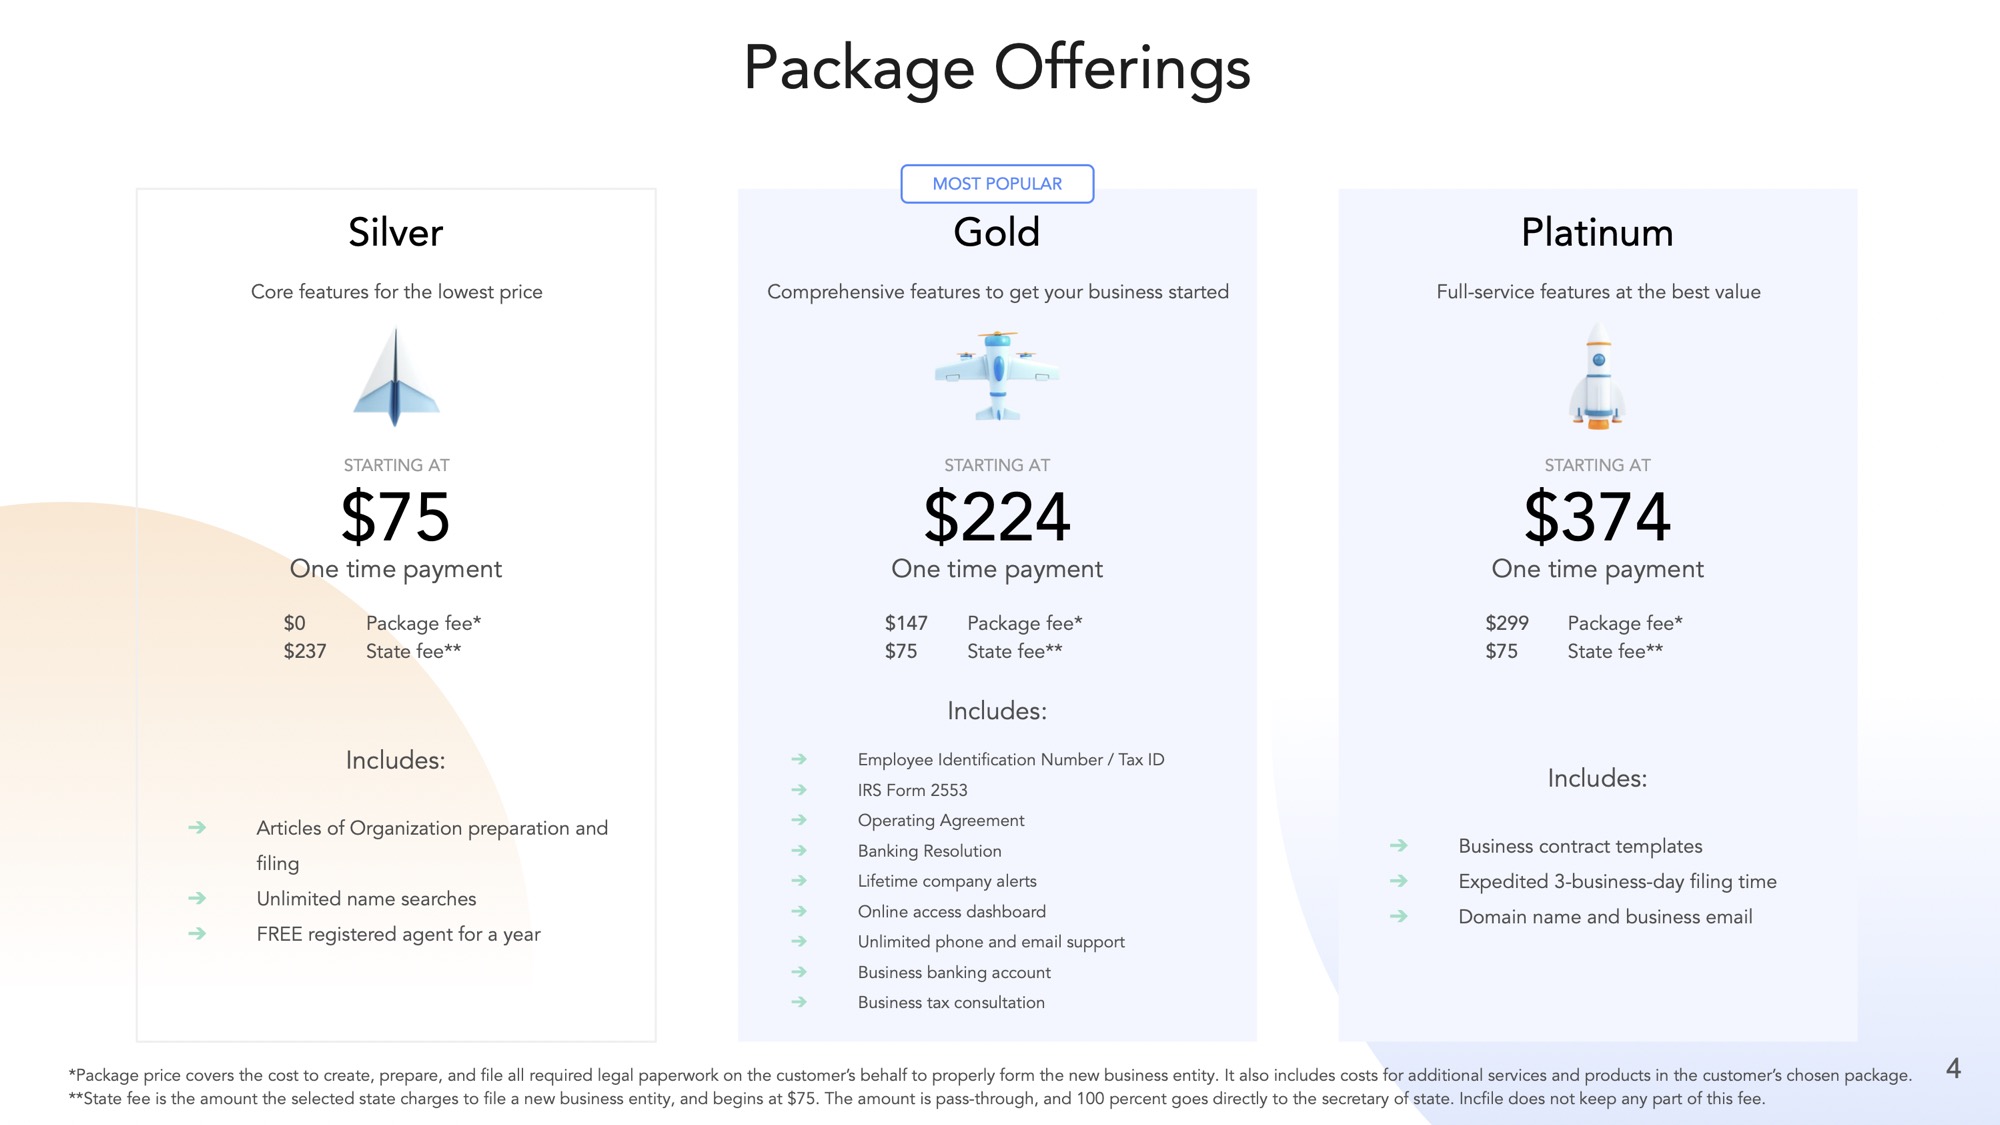 Package Offerings
Silver
Core features for the lowest price
STARTING AT
$75
One time payment
$0 Package fee*
$237 State fee**
Includes:
➔ Articles of Organization preparation and
filing
➔ Unlimited name searches
➔ FREE registered agent for a year
MOST POPULAR
Gold
Comprehensive features to get your business started
STARTING AT
$224
One time payment
$147 Package fee*
$75 State fee**
Includes:
➔ Employee Identification Number / Tax ID
➔ IRS Form 2553
➔ Operating Agreement
➔ Banking Resolution
➔ Lifetime company alerts
➔ Online access dashboard
➔ Unlimited phone and email support
➔ Business banking account
➔ Business tax consultation
Platinum
Full-service features at the best value
STARTING AT
$374
One time payment
$299 Package fee*
$75 State fee**
Includes:
➔ Business contract templates
➔ Expedited 3-business-day filing time
➔ Domain name and business email
*Package price covers the cost to create, prepare, and file all required legal paperwork on the customer’s behalf to properly form the new business entity. It also includes costs for additional services and products in the customer’s chosen package.
**State fee is the amount the selected state charges to file a new business entity, and begins at $75. The amount is pass-through, and 100 percent goes directly to the secretary of state. Incfile does not keep any part of this fee.
4